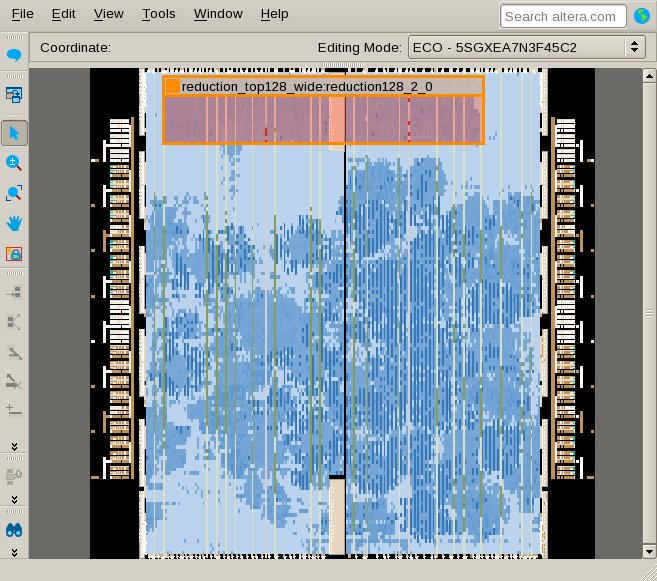 File Edit View Tools Window Help
Search altera.com
Coordinate:
Editing Mode: ECO - 5SGXEA7N3F45C2
reduction_top128_wide:reduction128_2_0